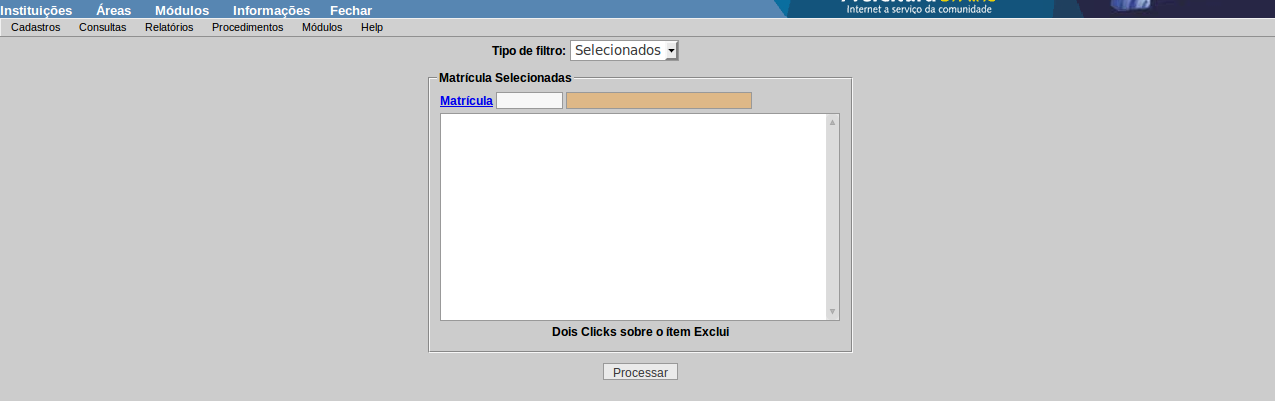 Instituições Áreas Módulos Informações Fechar
Internet a serviço da comunidade
Cadastros Consultas Relatórios Procedimentos Módulos Help
Tipo de filtro: Selecionados
Matrícula Selecionadas
Matrícula
Dois Clicks sobre o ítem Exclui
Processar